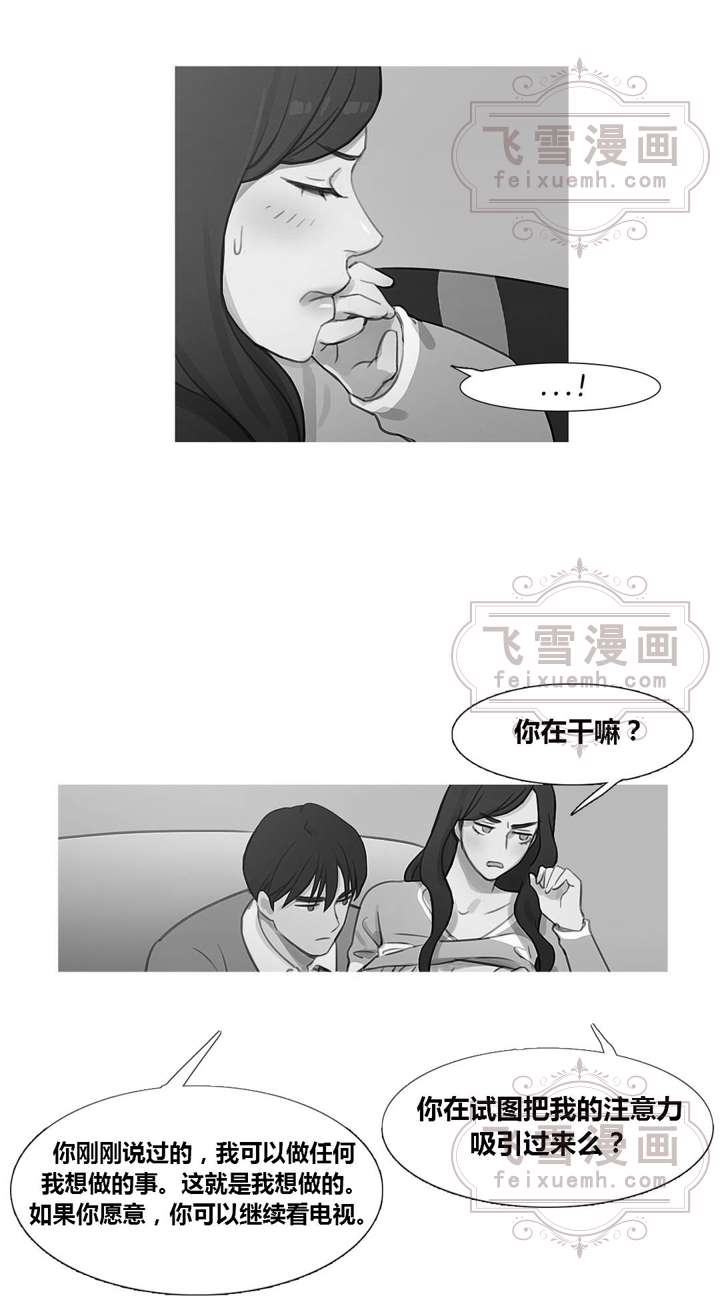 飞雪漫画
feixuemh.com
...!
飞雪漫画
feixuemh.com
你在干嘛？
你在试图把我的注意力
吸引过来么？
你刚刚说过的，我可以做任何
我想做的事。这就是我想做的。
如果你愿意，你可以继续看电视。
飞雪漫画
feixuemh.com